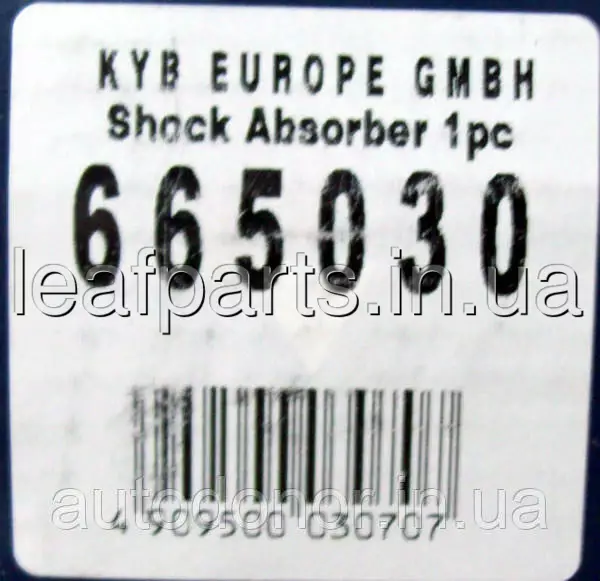 KYB EUROPE GMBH
Shock Absorber 1pc
665030
leafparts.in.ua
autodonor.in.ua
4 909500 030707